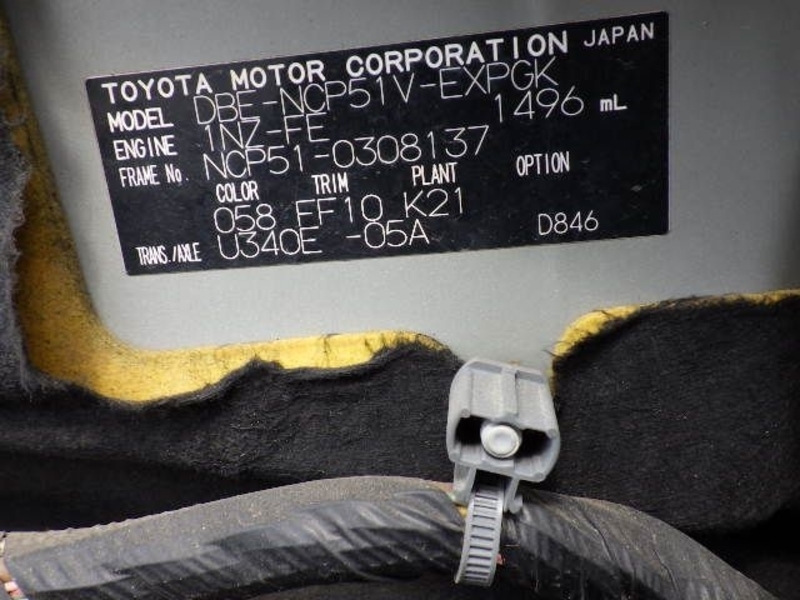 TOYOTA MOTOR CORPORATION JAPAN
MODEL DBE-NCP51V-EXPGK
ENGINE 1NZ-FE 1496 mL
FRAME No. NCP51-0308137
COLOR TRIM PLANT OPTION
058 FF10 K21
TRANS./AXLE U340E -05A D846